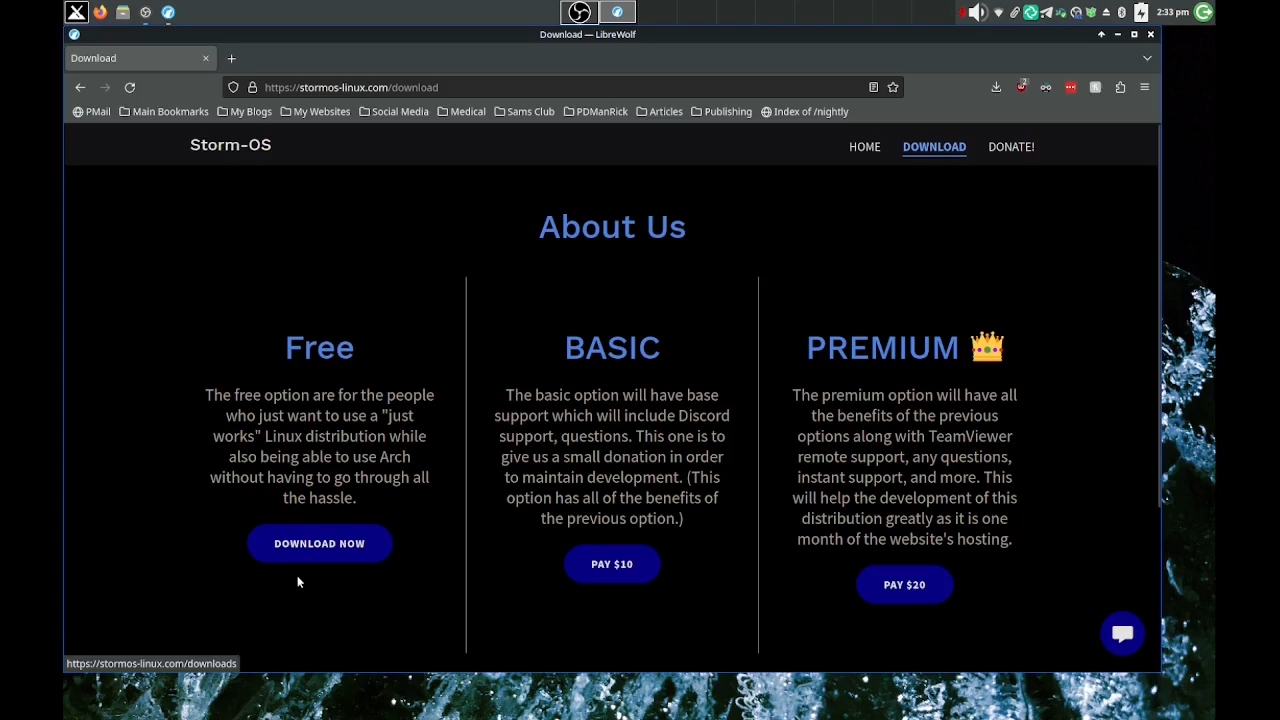 2:33 pm
Download — LibreWolf
Download
https://stormos-linux.com/download
2
PMail Main Bookmarks My Blogs My Websites Social Media Medical Sams Club PDManRick Articles Publishing Index of /nightly
Storm-OS
HOME DOWNLOAD DONATE!
About Us
Free
The free option are for the people
who just want to use a "just
works" Linux distribution while
also being able to use Arch
without having to go through all
the hassle.
DOWNLOAD NOW
BASIC
The basic option will have base
support which will include Discord
support, questions. This one is to
give us a small donation in order
to maintain development. (This
option has all of the benefits of
the previous option.)
PAY $10
PREMIUM 👑
The premium option will have all
the benefits of the previous
options along with TeamViewer
remote support, any questions,
instant support, and more. This
will help the development of this
distribution greatly as it is one
month of the website's hosting.
PAY $20
https://stormos-linux.com/downloads